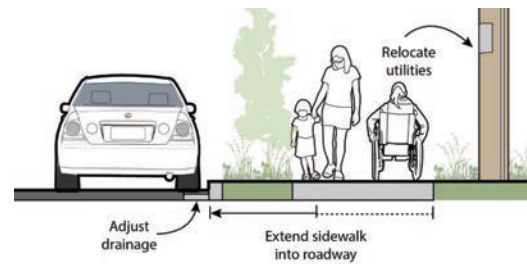 Relocate
utilities
Adjust
drainage
Extend sidewalk
into roadway